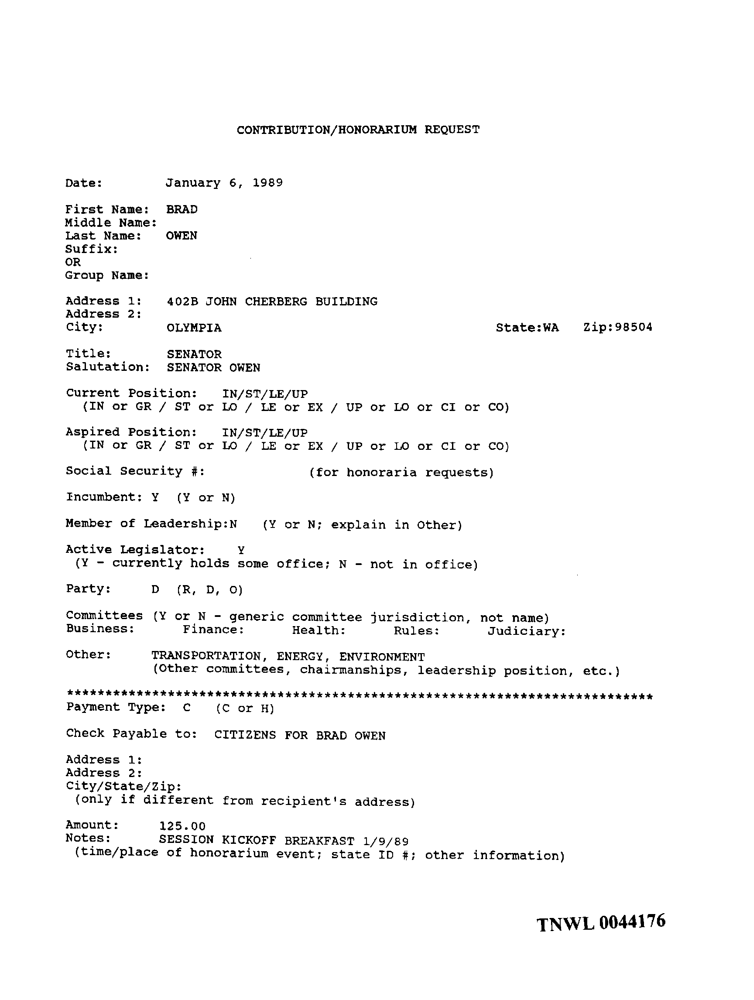 CONTRIBUTION/HONORARIUM REQUEST
Date: January 6, 1989
First Name: BRAD
Middle Name:
Last Name: OWEN
Suffix:
OR
Group Name:
Address 1: 402B JOHN CHERBERG BUILDING
Address 2:
City: OLYMPIA State:WA Zip:98504
Title: SENATOR
Salutation: SENATOR OWEN
Current Position: IN/ST/LE/UP
(IN or GR / ST or LO / LE or EX / UP or LO or CI or CO)
Aspired Position: IN/ST/LE/UP
(IN or GR / ST or LO / LE or EX / UP or LO or CI or CO)
Social Security #: (for honoraria requests)
Incumbent: Y (Y or N)
Member of Leadership:N (Y or N; explain in Other)
Active Legislator: Y
(Y - currently holds some office; N - not in office)
Party: D (R, D, O)
Committees (Y or N - generic committee jurisdiction, not name)
Business: Finance: Health: Rules: Judiciary:
Other: TRANSPORTATION, ENERGY, ENVIRONMENT
(Other committees, chairmanships, leadership position, etc.)
******************************************************************************
Payment Type: C (C or H)
Check Payable to: CITIZENS FOR BRAD OWEN
Address 1:
Address 2:
City/State/Zip:
(only if different from recipient's address)
Amount: 125.00
Notes: SESSION KICKOFF BREAKFAST 1/9/89
(time/place of honorarium event; state ID #; other information)
TNWL 0044176